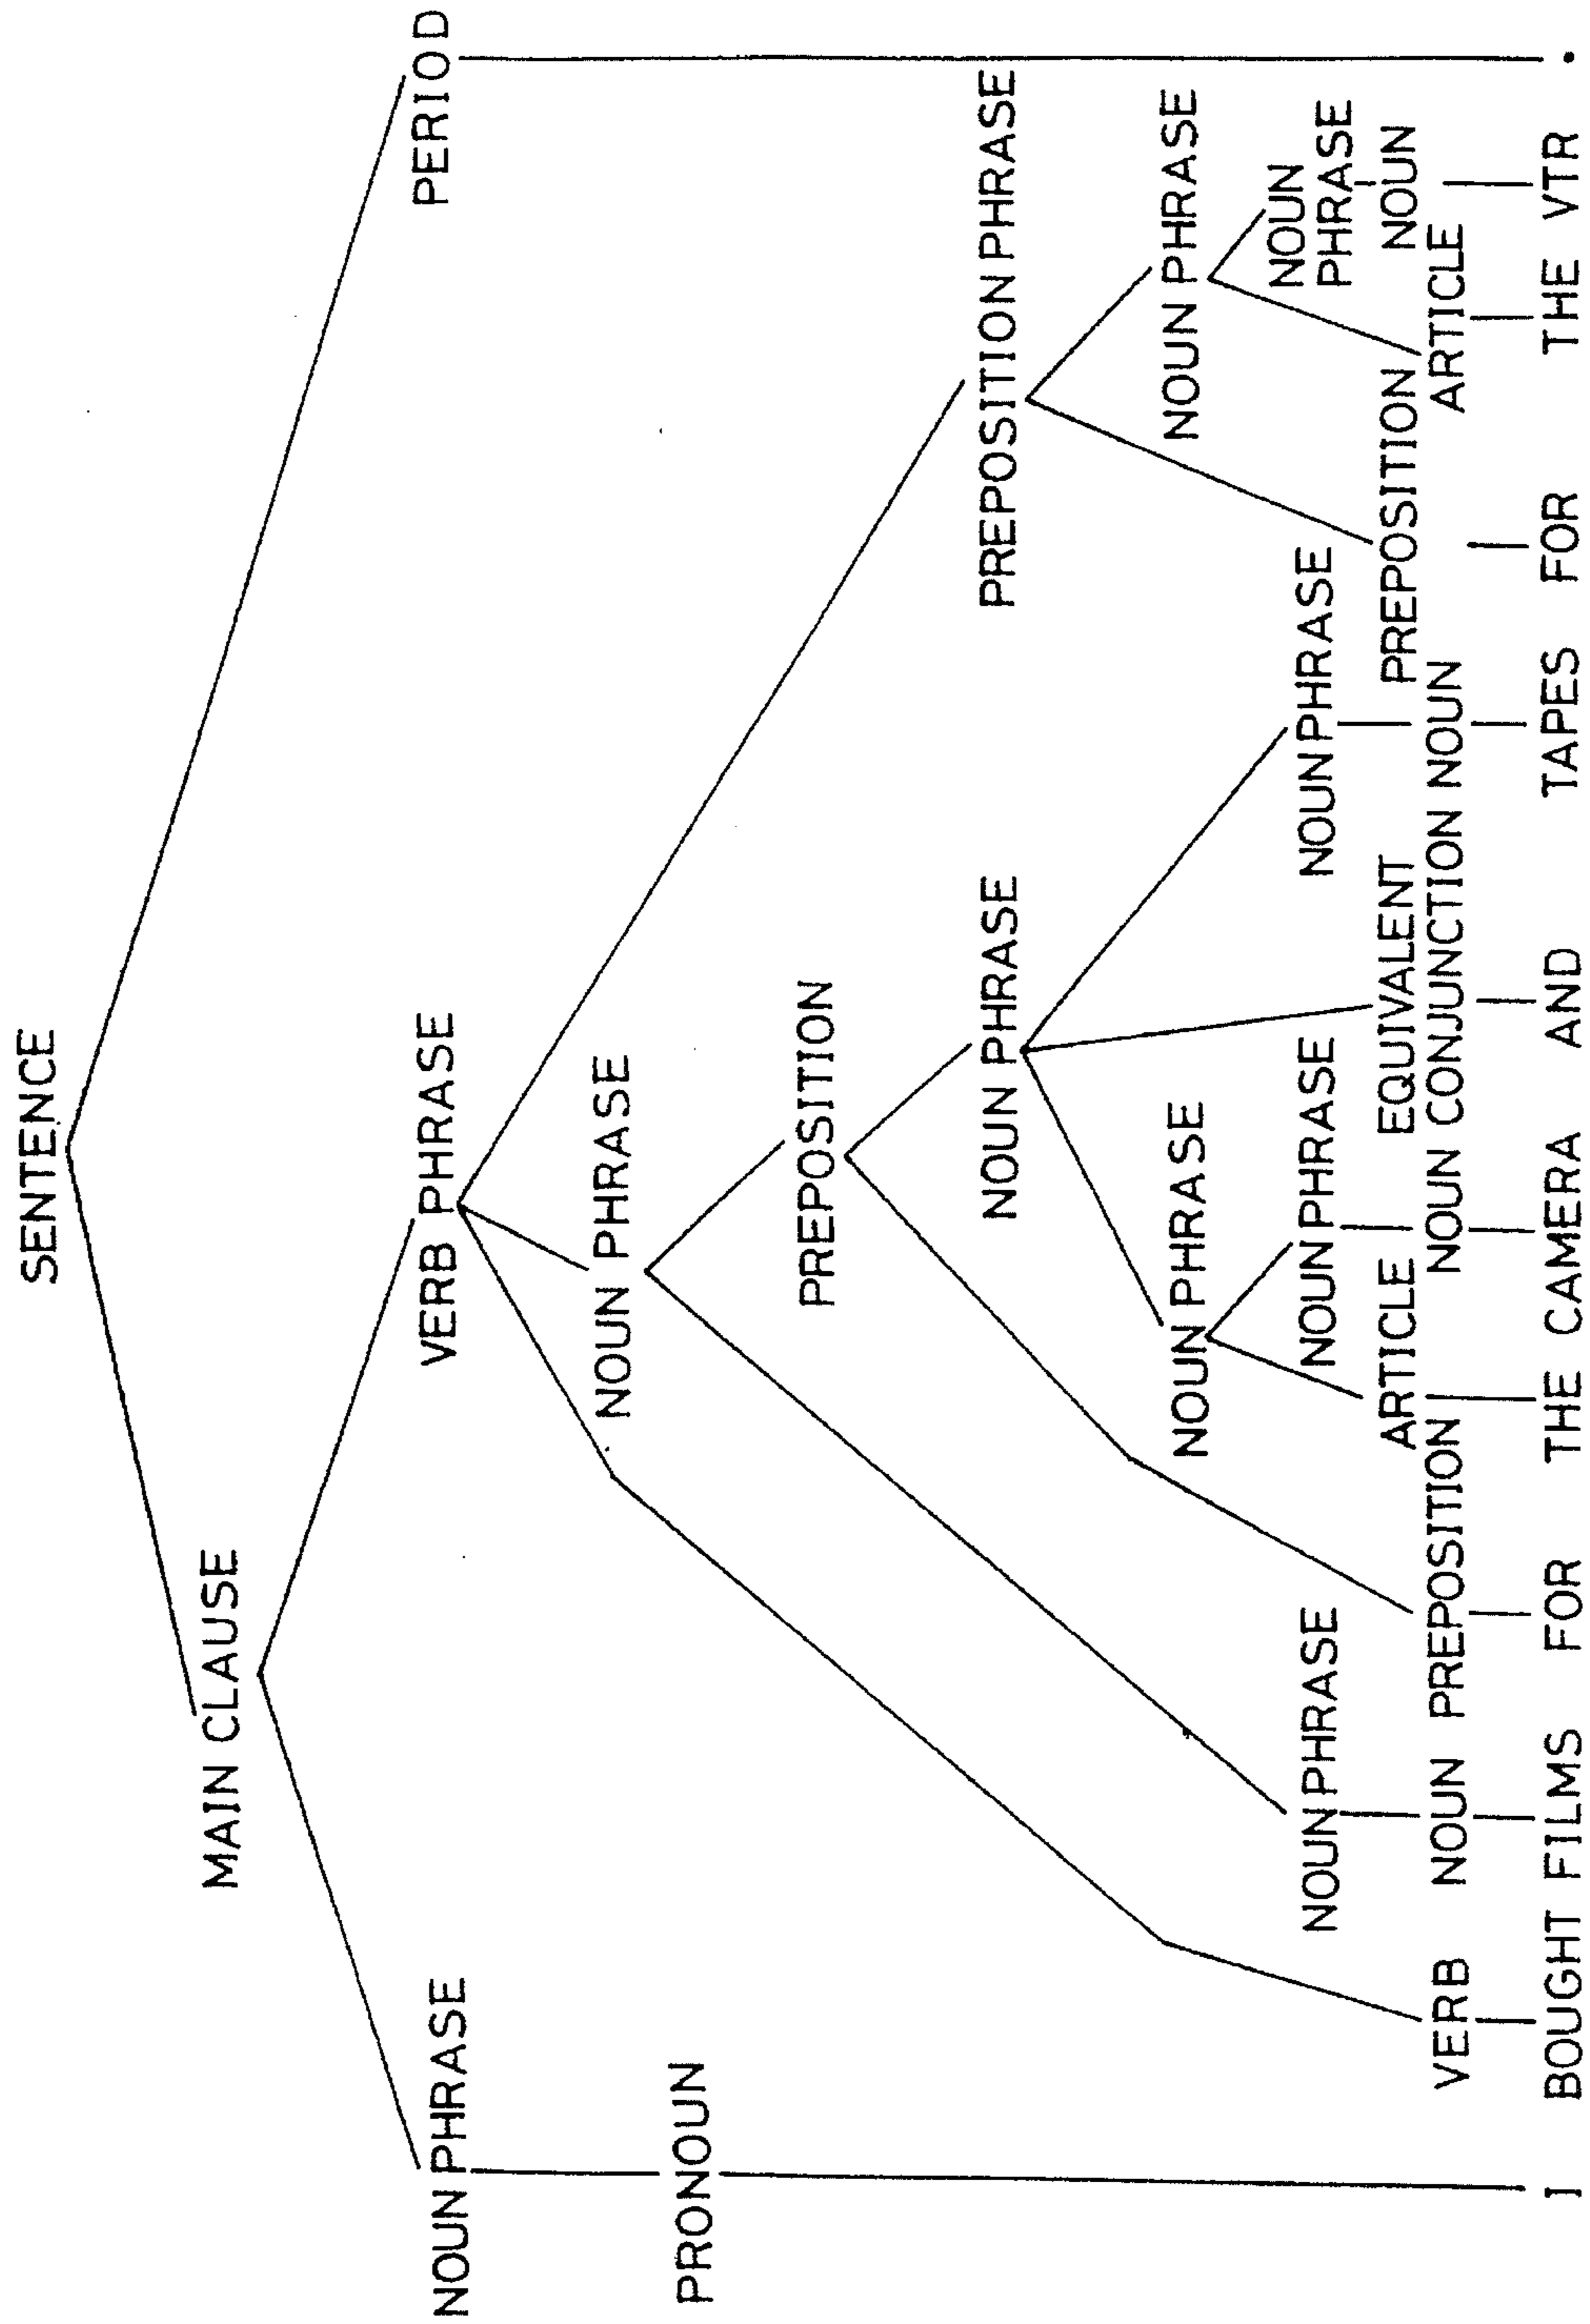 SENTENCE
MAIN CLAUSE
PERIOD
NOUN PHRASE
VERB PHRASE
NOUN PHRASE
PRONOUN
PREPOSITION
NOUN PHRASE
PREPOSITION PHRASE
NOUN PHRASE
NOUN PHRASE
NOUN
PHRASE
NOUN PHRASE
NOUN PHRASE
NOUN PHRASE
ARTICLE
EQUIVALENT
PREPOSITION
NOUN
VERB NOUN PREPOSITION NOUN CONJUNCTION NOUN ARTICLE
I BOUGHT FILMS FOR THE CAMERA AND TAPES FOR THE VTR .